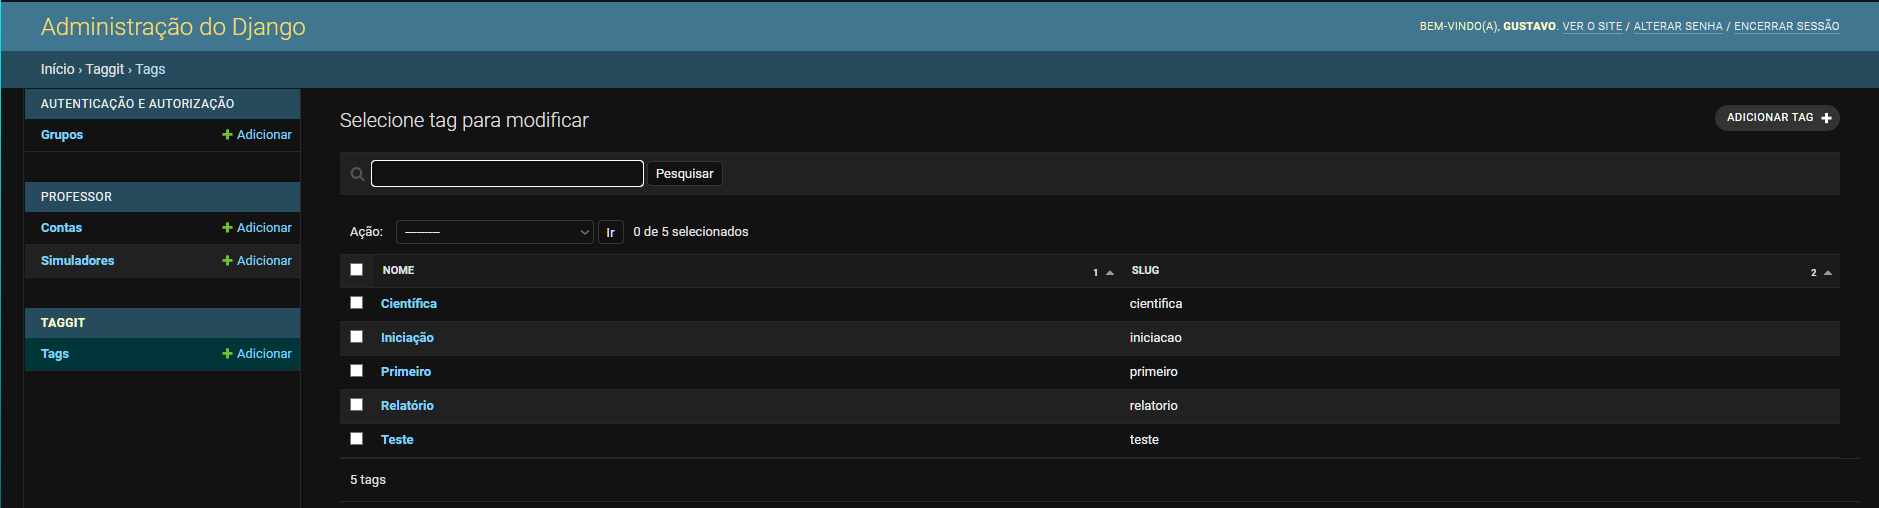 Administração do Django
BEM-VINDO(A), GUSTAVO. VER O SITE / ALTERAR SENHA / ENCERRAR SESSÃO
Início › Taggit › Tags
AUTENTICAÇÃO E AUTORIZAÇÃO
Grupos Adicionar
PROFESSOR
Contas Adicionar
Simuladores Adicionar
TAGGIT
Tags Adicionar
Selecione tag para modificar
ADICIONAR TAG
Pesquisar
Ação: --------- Ir 0 de 5 selecionados
NOME 1 SLUG 2
Científica cientifica
Iniciação iniciacao
Primeiro primeiro
Relatório relatorio
Teste teste
5 tags